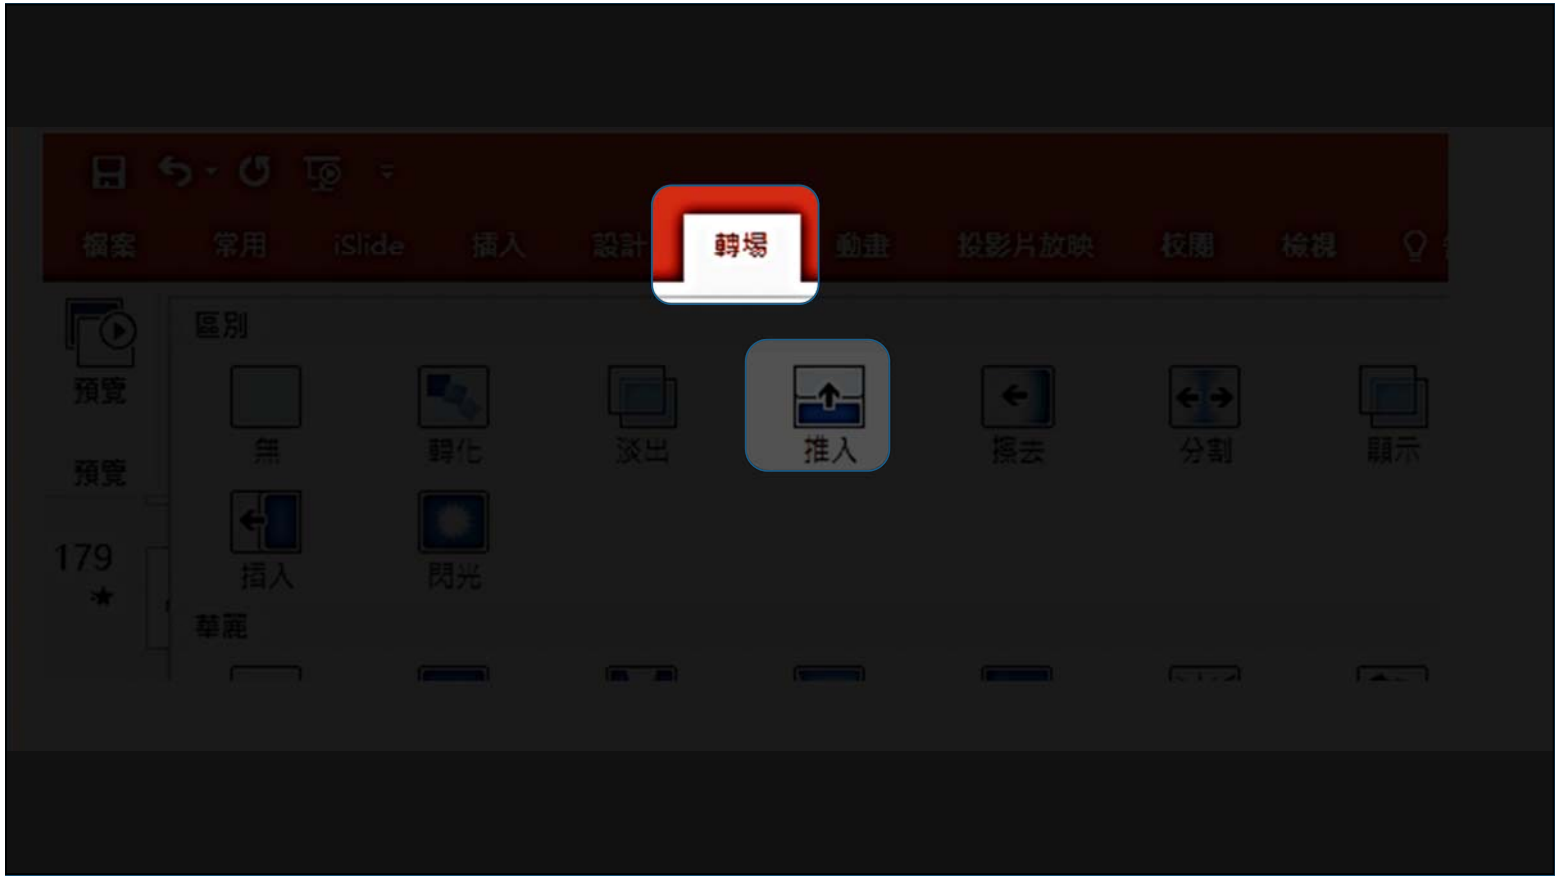 檔案 常用 iSlide 插入 設計 轉場 動畫 投影片放映 校閱 檢視
區別
預覽
無 轉化 淡出 推入 擦去 分割 顯示
預覽
插入 閃光
179
華麗